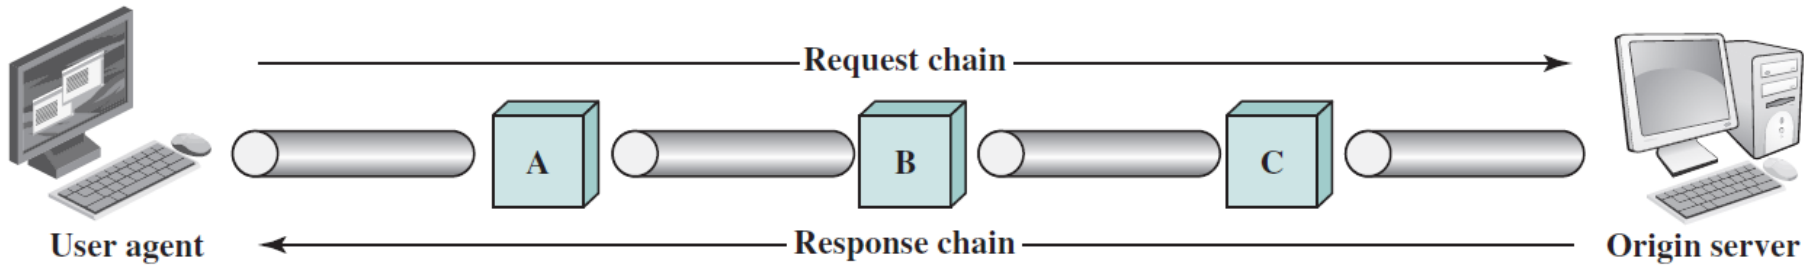 Request chain
A
B
C
User agent
Response chain
Origin server